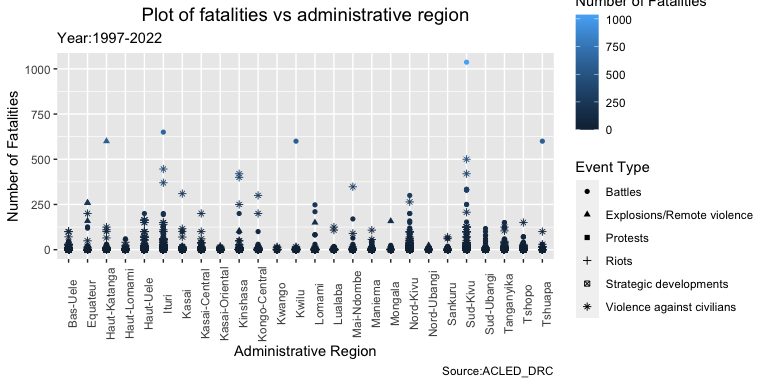 Plot of fatalities vs administrative region
Year:1997-2022
Number of Fatalities
1000
750
500
250
0
Bas-Uele
Equateur
Haut-Katanga
Haut-Lomami
Haut-Uele
Ituri
Kasai
Kasai-Central
Kasai-Oriental
Kinshasa
Kongo-Central
Kwango
Kwilu
Lomami
Lualaba
Mai-Ndombe
Maniema
Mongala
Nord-Kivu
Nord-Ubangi
Sankuru
Sud-Kivu
Sud-Ubangi
Tanganyika
Tshopo
Tshuapa
Administrative Region
Source:ACLED_DRC
Number of Fatalities
1000
750
500
250
0
Event Type
Battles
Explosions/Remote violence
Protests
Riots
Strategic developments
Violence against civilians